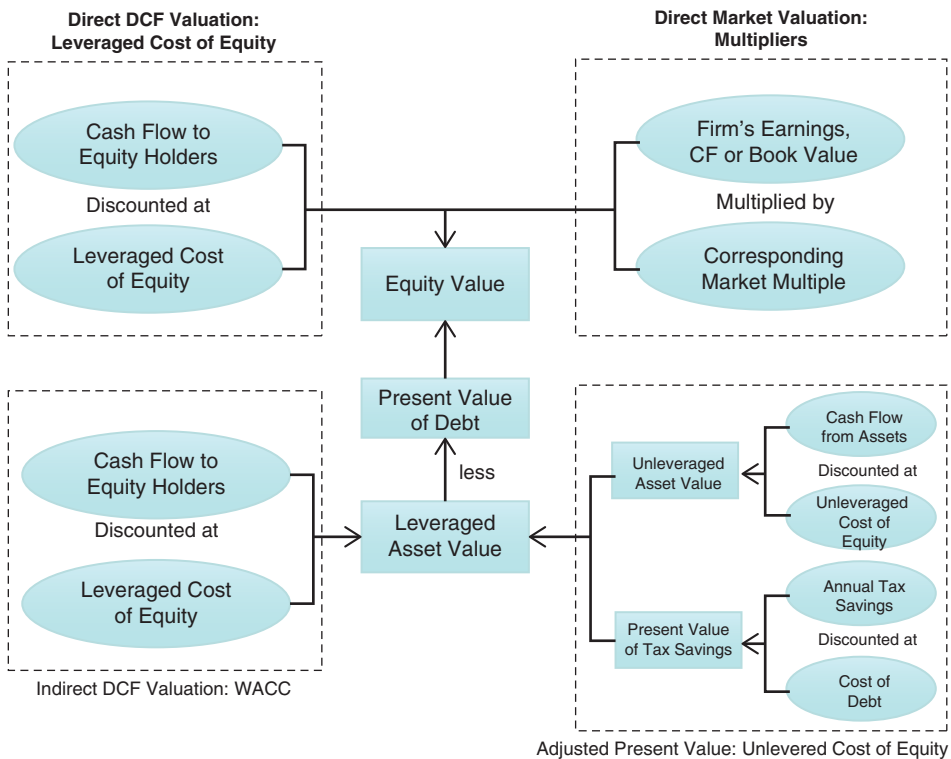 Direct DCF Valuation:
Leveraged Cost of Equity
Cash Flow to
Equity Holders
Discounted at
Leveraged Cost
of Equity
Direct Market Valuation:
Multipliers
Firm's Earnings,
CF or Book Value
Multiplied by
Corresponding
Market Multiple
Equity Value
Present Value
of Debt
less
Leveraged
Asset Value
Cash Flow to
Equity Holders
Discounted at
Leveraged Cost
of Equity
Indirect DCF Valuation: WACC
Unleveraged
Asset Value
Cash Flow
from Assets
Discounted at
Unleveraged
Cost of
Equity
Present Value
of Tax Savings
Annual Tax
Savings
Discounted at
Cost of
Debt
Adjusted Present Value: Unlevered Cost of Equity